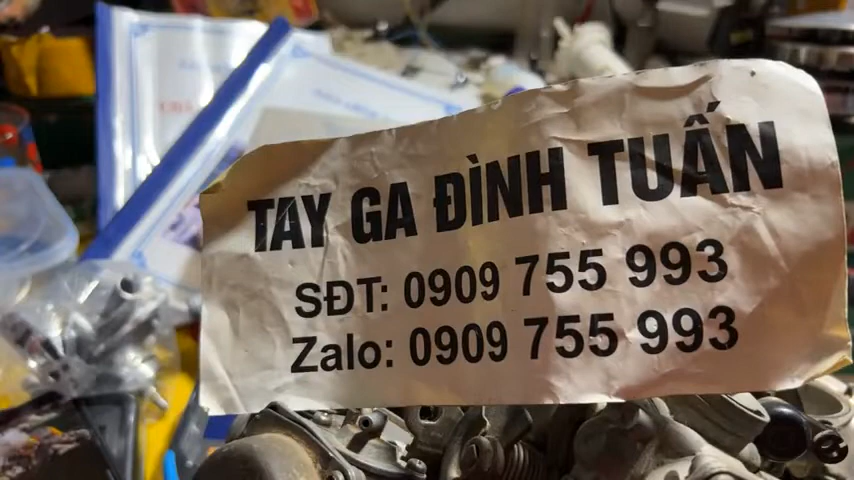 TAY GA ĐÌNH TUẤN
SĐT: 0909 755 993
Zalo: 0909 755 993